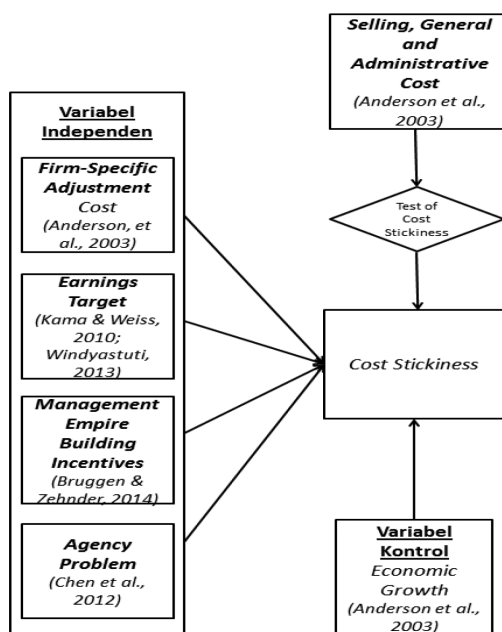 Variabel
Independen
Firm-Specific
Adjustment
Cost
(Anderson, et
al., 2003)
Earnings
Target
(Kama & Weiss,
2010;
Windyastuti,
2013)
Management
Empire
Building
Incentives
(Bruggen &
Zehnder, 2014)
Agency
Problem
(Chen et al.,
2012)
Selling, General
and
Administrative
Cost
(Anderson et al.,
2003)
Test of
Cost
Stickiness
Cost Stickiness
Variabel
Kontrol
Economic
Growth
(Anderson et al.,
2003)